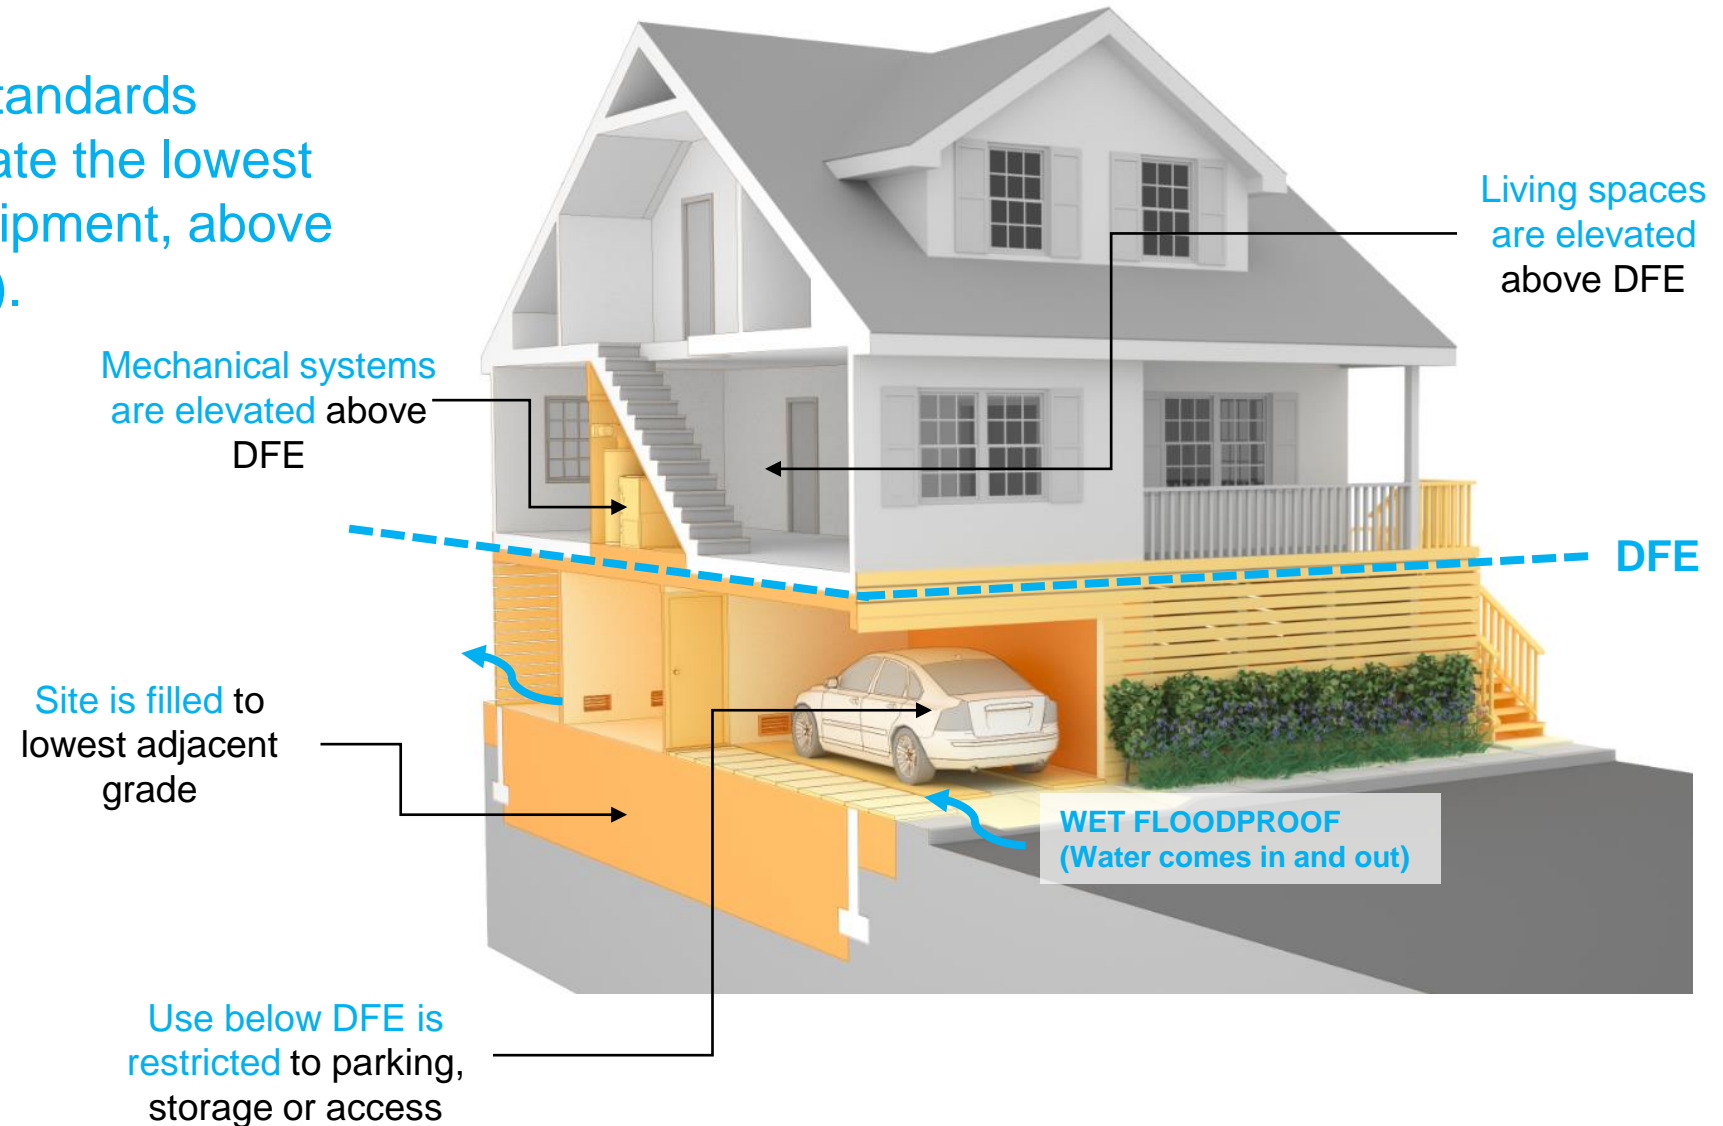 tandards
ate the lowest
ipment, above
).
Living spaces
are elevated
above DFE
Mechanical systems
are elevated above
DFE
DFE
Site is filled to
lowest adjacent
grade
WET FLOODPROOF
(Water comes in and out)
Use below DFE is
restricted to parking,
storage or access